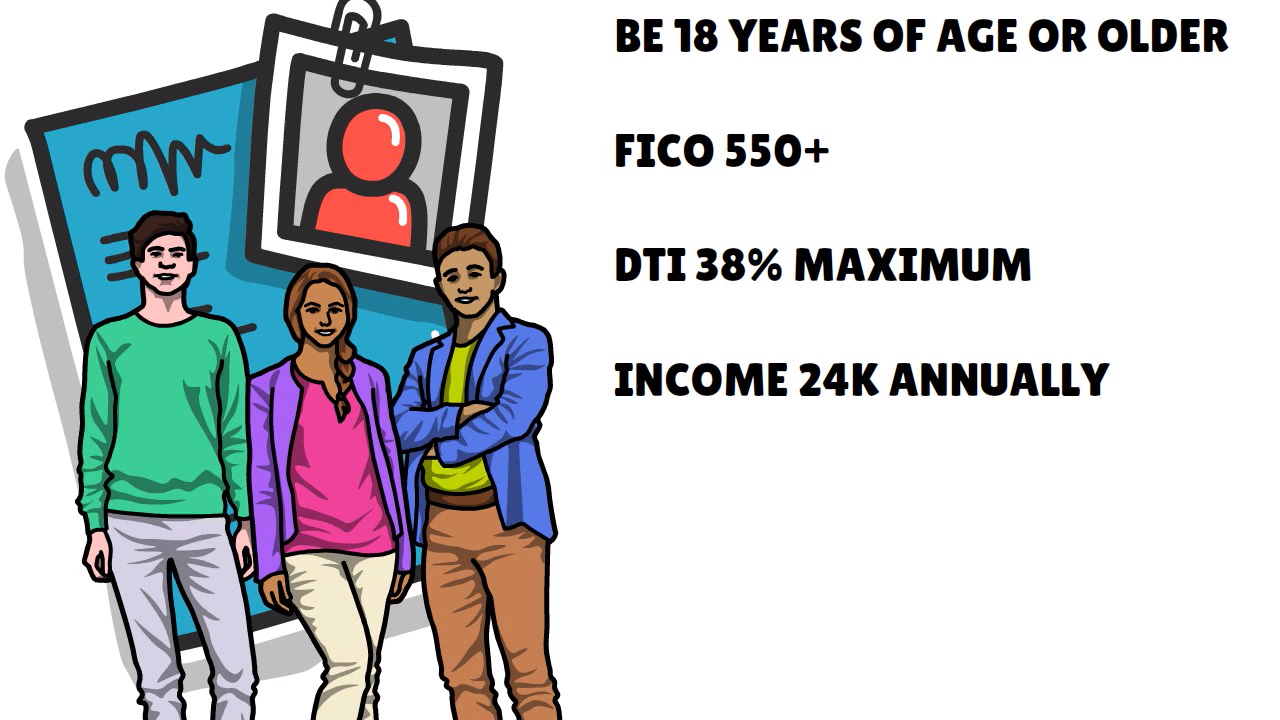 BE 18 YEARS OF AGE OR OLDER
FICO 550+
DTI 38% MAXIMUM
INCOME 24K ANNUALLY